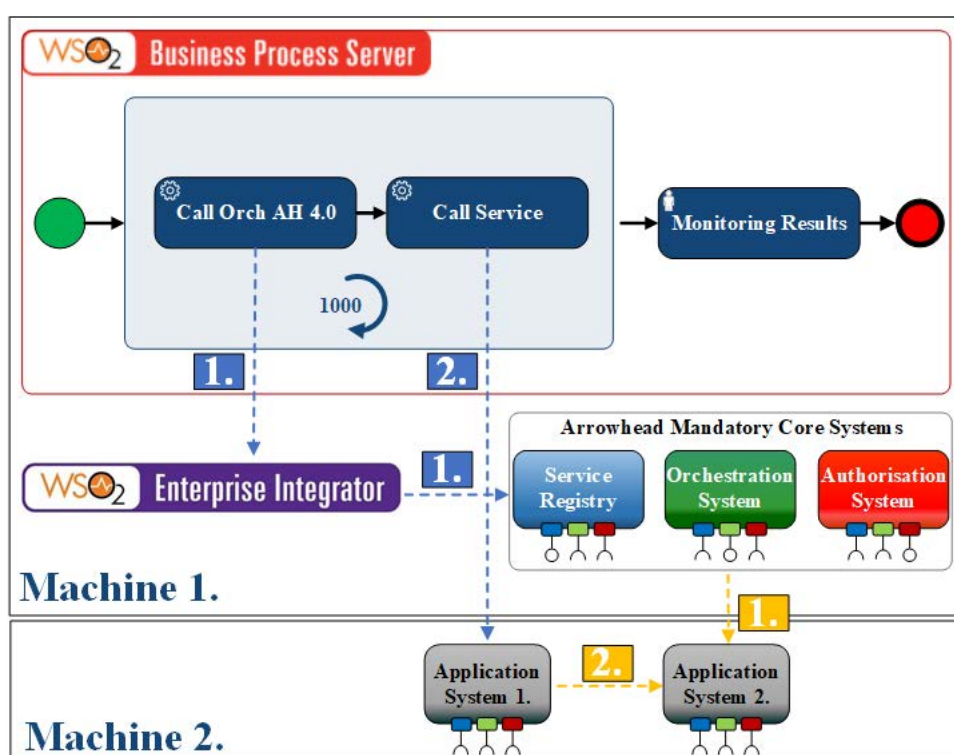 WSO2 Business Process Server
Call Orch AH 4.0
Call Service
Monitoring Results
1000
1.
2.
Arrowhead Mandatory Core Systems
WSO2 Enterprise Integrator
1.
Service
Registry
Orchestration
System
Authorisation
System
Machine 1.
1.
2.
Application
System 1.
Application
System 2.
Machine 2.